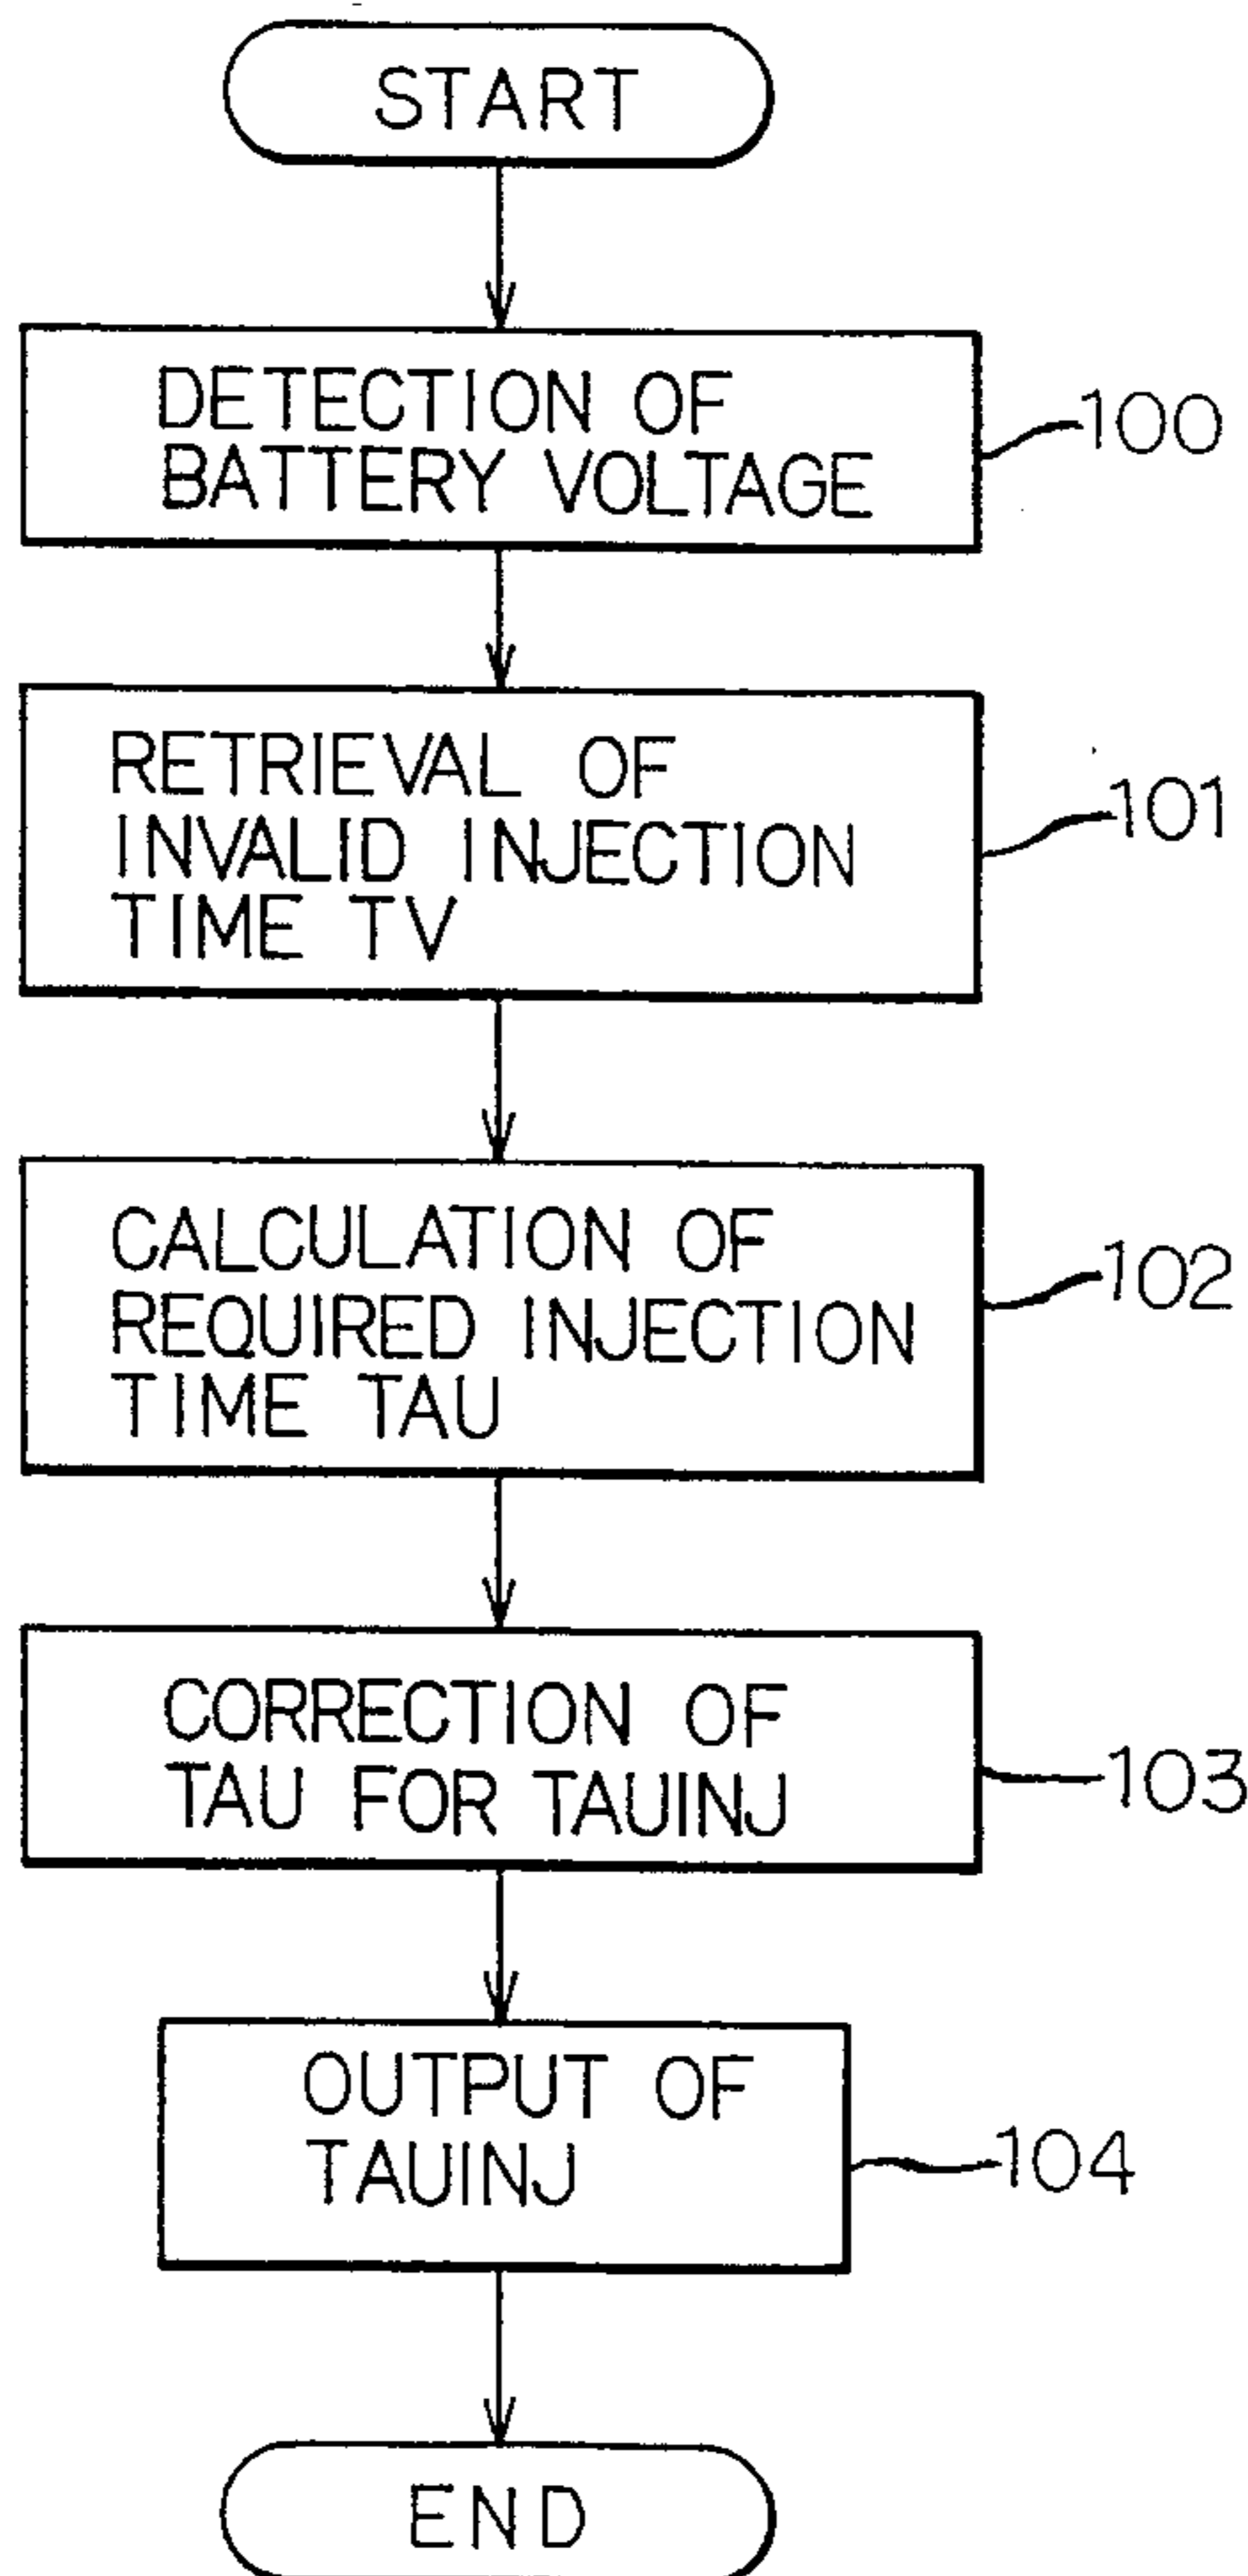 START
DETECTION OF
BATTERY VOLTAGE
100
RETRIEVAL OF
INVALID INJECTION
TIME TV
101
CALCULATION OF
REQUIRED INJECTION
TIME TAU
102
CORRECTION OF
TAU FOR TAUINJ
103
OUTPUT OF
TAUINJ
104
END